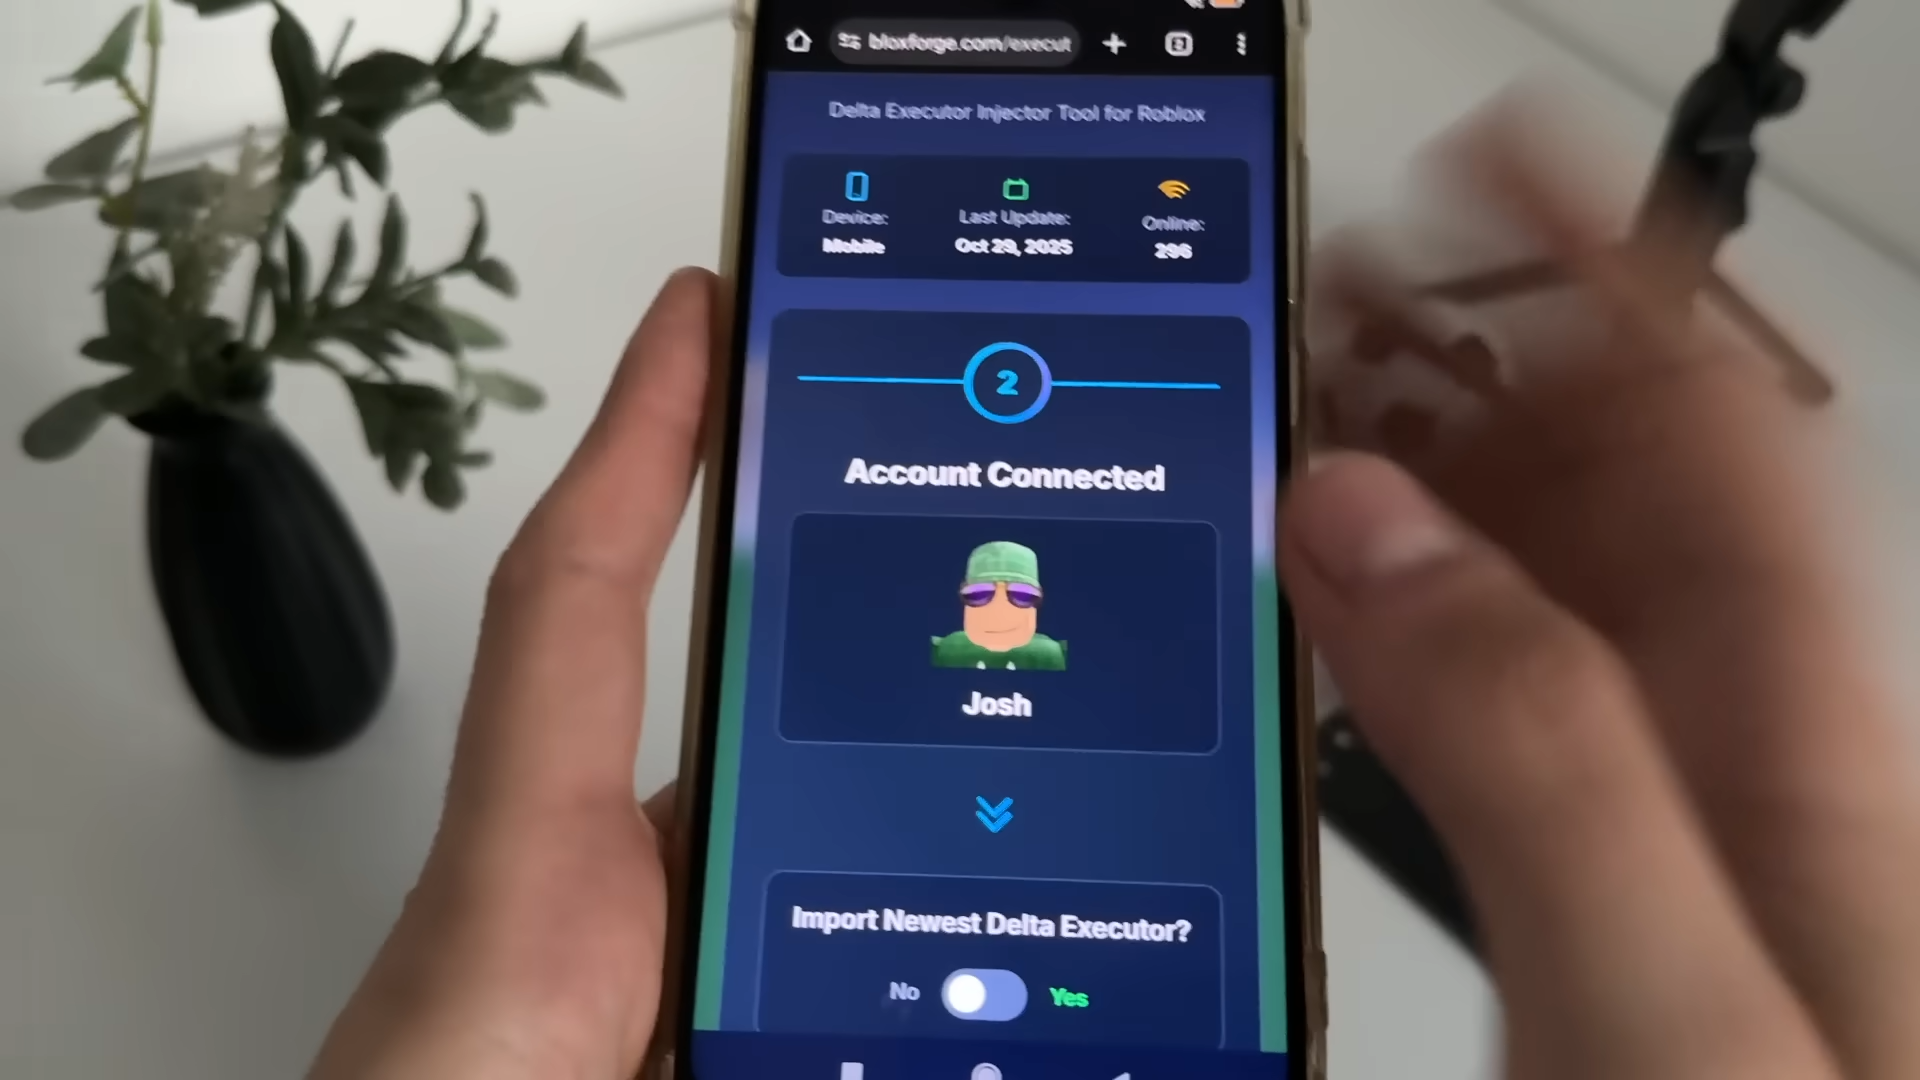 bloxforge.com/execut
Delta Executor Injector Tool for Roblox
Device:
Mobile
Last Update:
Oct 29, 2025
Online:
296
2
Account Connected
Josh
Import Newest Delta Executor?
No
Yes